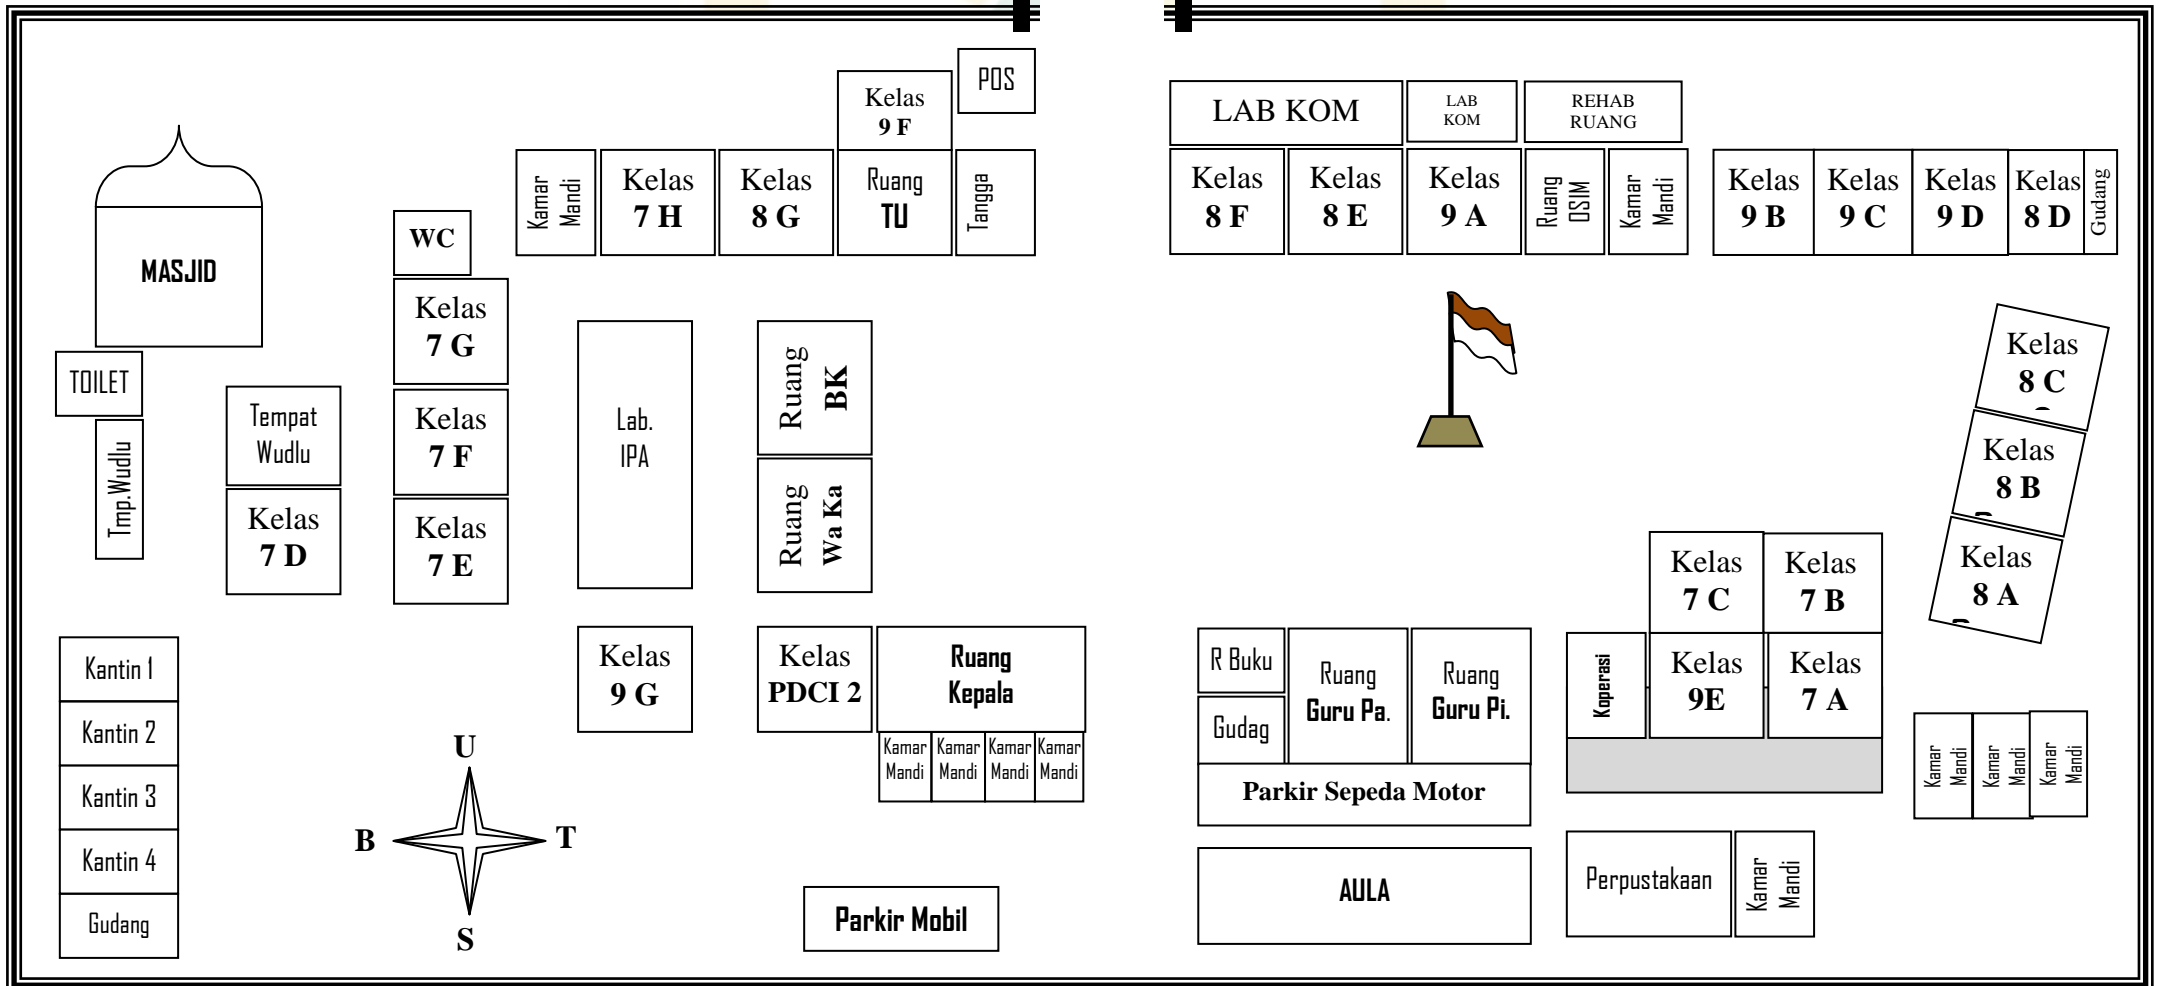 POS
Kelas
9 F
LAB KOM
LAB
KOM
REHAB
RUANG
Kamar
Mandi
Kelas
7 H
Kelas
8 G
Ruang
TU
Tangga
Kelas
8 F
Kelas
8 E
Kelas
9 A
Ruang
OSIM
Kamar
Mandi
Kelas
9 B
Kelas
9 C
Kelas
9 D
Kelas
8 D
Gudang
MASJID
WC
Kelas
7 G
Kelas
7 F
Kelas
7 E
TOILET
Tmp.Wudlu
Tempat
Wudlu
Kelas
7 D
Lab.
IPA
Ruang
BK
Ruang
Wa Ka
Kelas
8 C
Kelas
8 B
Kelas
8 A
Kelas
7 C
Kelas
7 B
Kantin 1
Kantin 2
Kantin 3
Kantin 4
Gudang
Kelas
9 G
Kelas
PDCI 2
Ruang
Kepala
Kamar
Mandi
Kamar
Mandi
Kamar
Mandi
Kamar
Mandi
R Buku
Gudag
Ruang
Guru Pa.
Ruang
Guru Pi.
Parkir Sepeda Motor
Koperasi
Kelas
9E
Kelas
7 A
Kamar
Mandi
Kamar
Mandi
Kamar
Mandi
U
B
T
S
Parkir Mobil
AULA
Perpustakaan
Kamar
Mandi